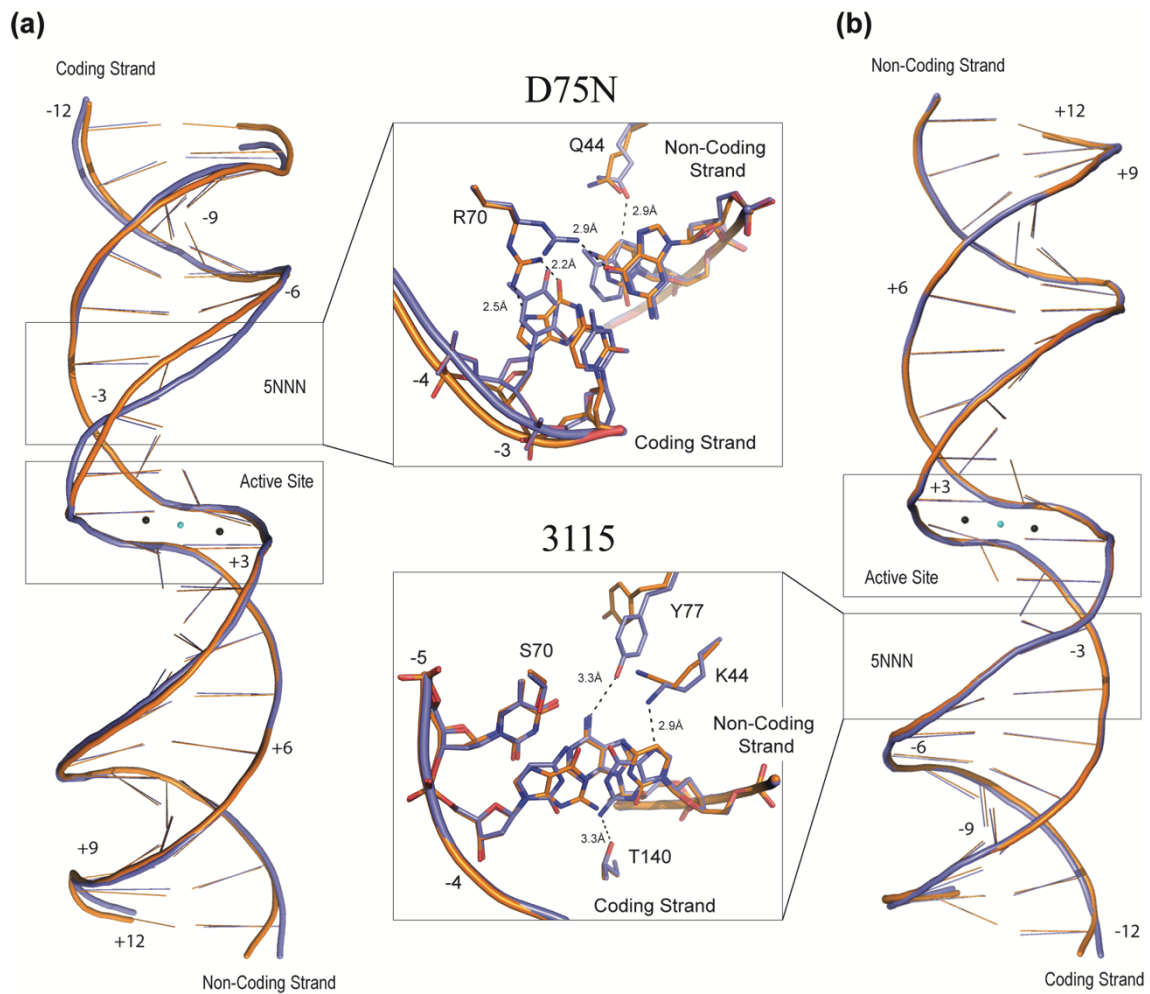 (a)
Coding Strand
-12
-9
-6
-3
5NNN
Active Site
+3
+6
+9
+12
Non-Coding Strand
D75N
Q44
Non-Coding
Strand
R70
2.9Å
2.9Å
2.2Å
2.5Å
-4
-3
Coding Strand
3115
Y77
S70
K44
-5
3.3Å
2.9Å
Non-Coding
Strand
3.3Å
T140
-4
Coding Strand
(b)
Non-Coding Strand
+12
+9
+6
+3
Active Site
5NNN
-3
-6
-9
-12
Coding Strand